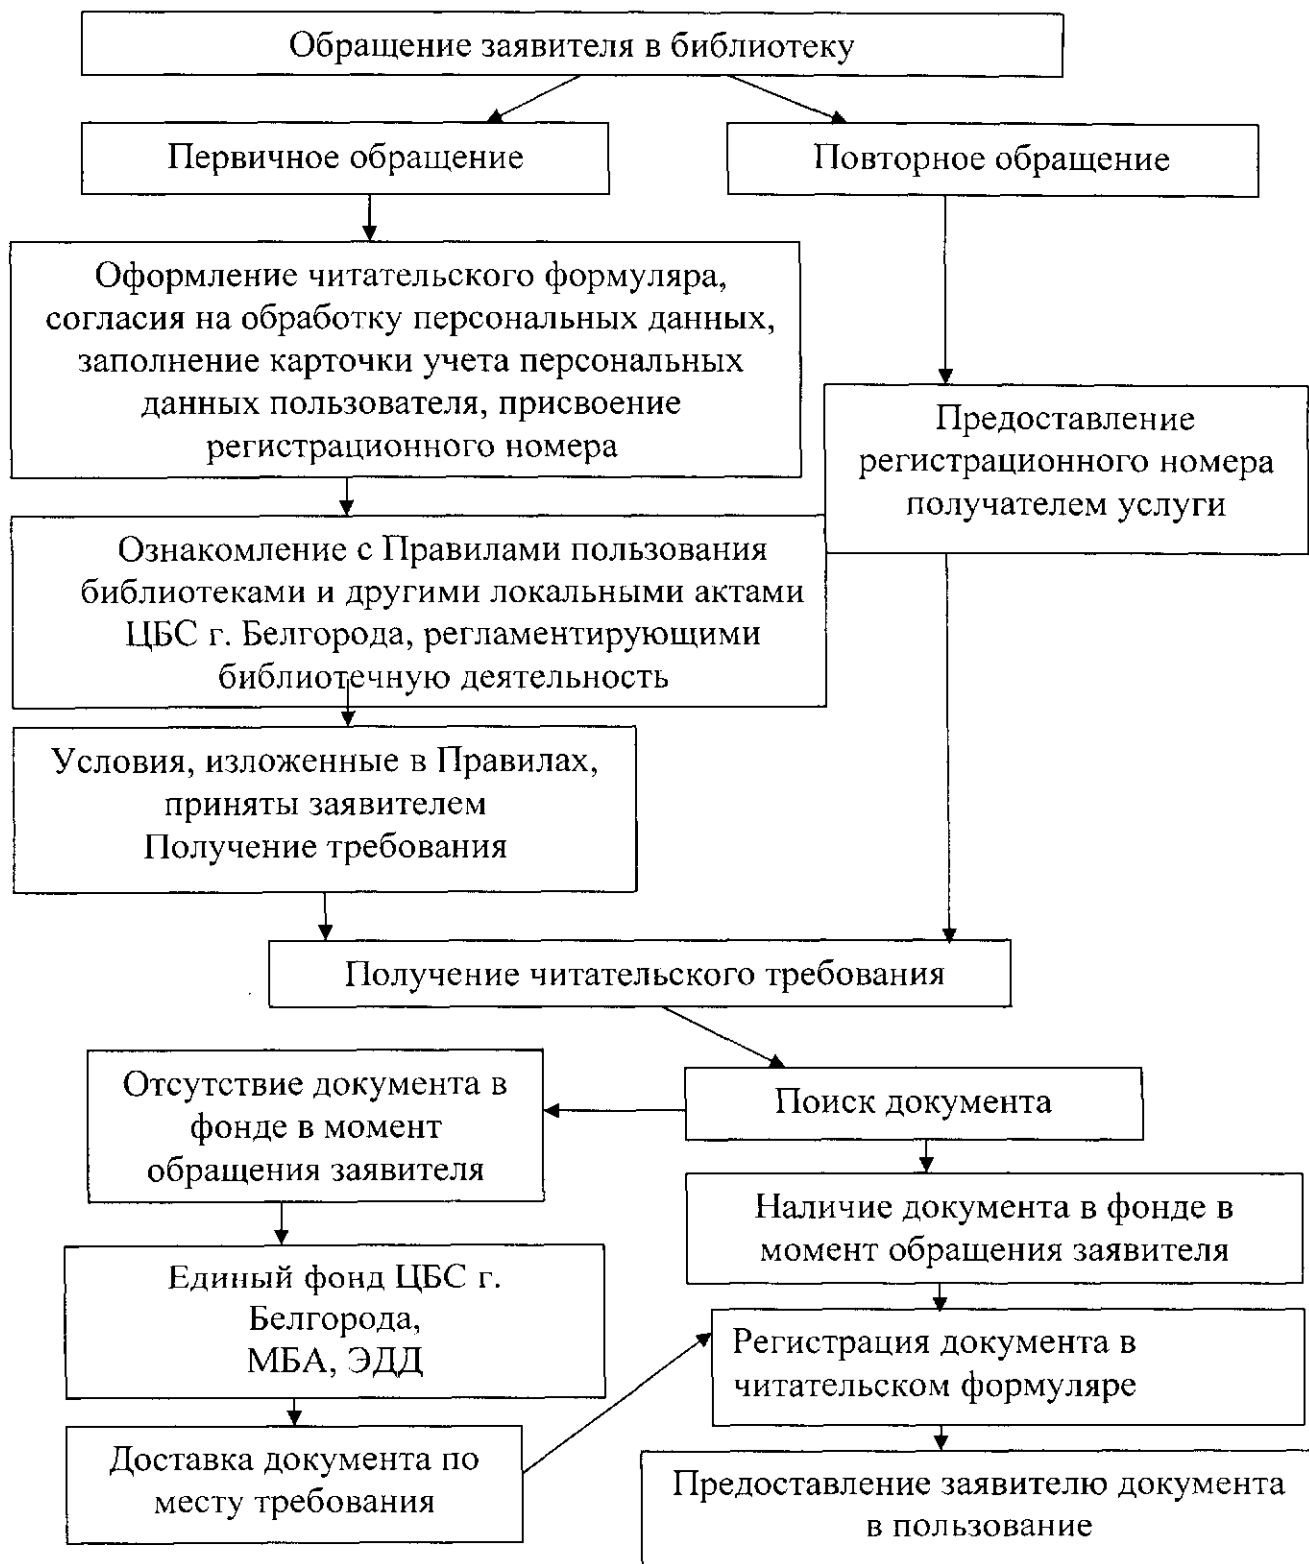 Обращение заявителя в библиотеку
Первичное обращение
Повторное обращение
Оформление читательского формуляра,
согласия на обработку персональных данных,
заполнение карточки учета персональных
данных пользователя, присвоение
регистрационного номера
Предоставление
регистрационного номера
получателем услуги
Ознакомление с Правилами пользования
библиотеками и другими локальными актами
ЦБС г. Белгорода, регламентирующими
библиотечную деятельность
Условия, изложенные в Правилах,
приняты заявителем
Получение требования
Получение читательского требования
Отсутствие документа в
фонде в момент
обращения заявителя
Поиск документа
Наличие документа в фонде в
момент обращения заявителя
Единый фонд ЦБС г.
Белгорода,
МБА, ЭДД
Регистрация документа в
читательском формуляре
Доставка документа по
месту требования
Предоставление заявителю документа
в пользование